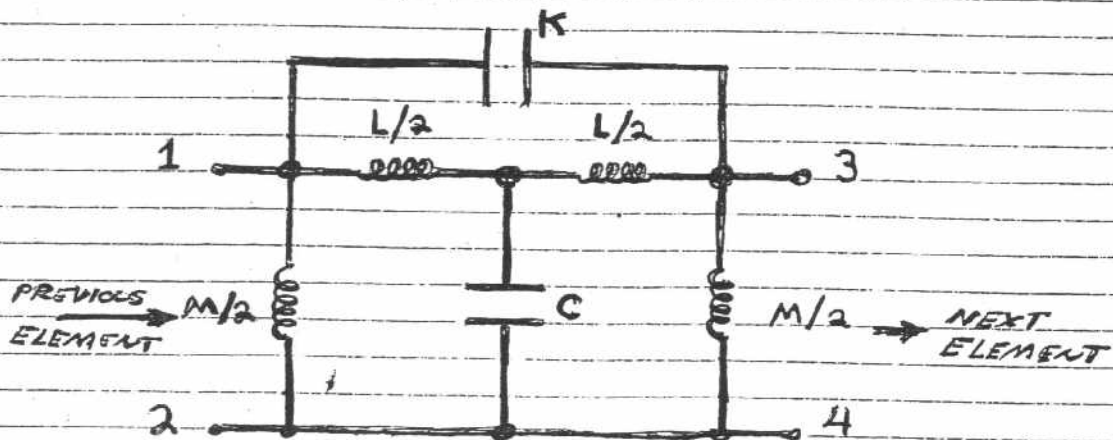 K
L/2 L/2
1 3
PREVIOUS ELEMENT M/2 C M/2 NEXT ELEMENT
2 4